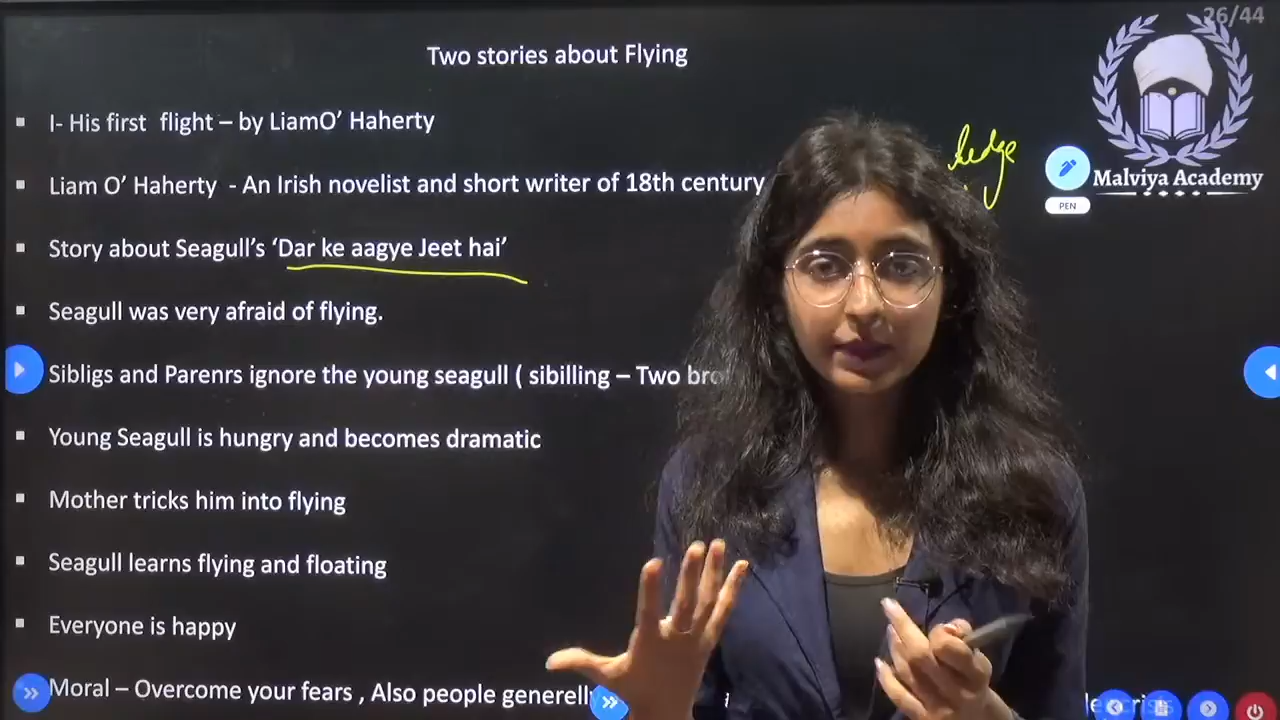 26/44
Two stories about Flying
I- His first flight – by LiamO’ Haherty
ledge
PEN
Malviya Academy
Liam O’ Haherty - An Irish novelist and short writer of 18th century
Story about Seagull’s ‘Dar ke aagye Jeet hai’
Seagull was very afraid of flying.
Sibligs and Parenrs ignore the young seagull ( sibilling – Two
Young Seagull is hungry and becomes dramatic
Mother tricks him into flying
Seagull learns flying and floating
Everyone is happy
Moral – Overcome your fears , Also people generelly